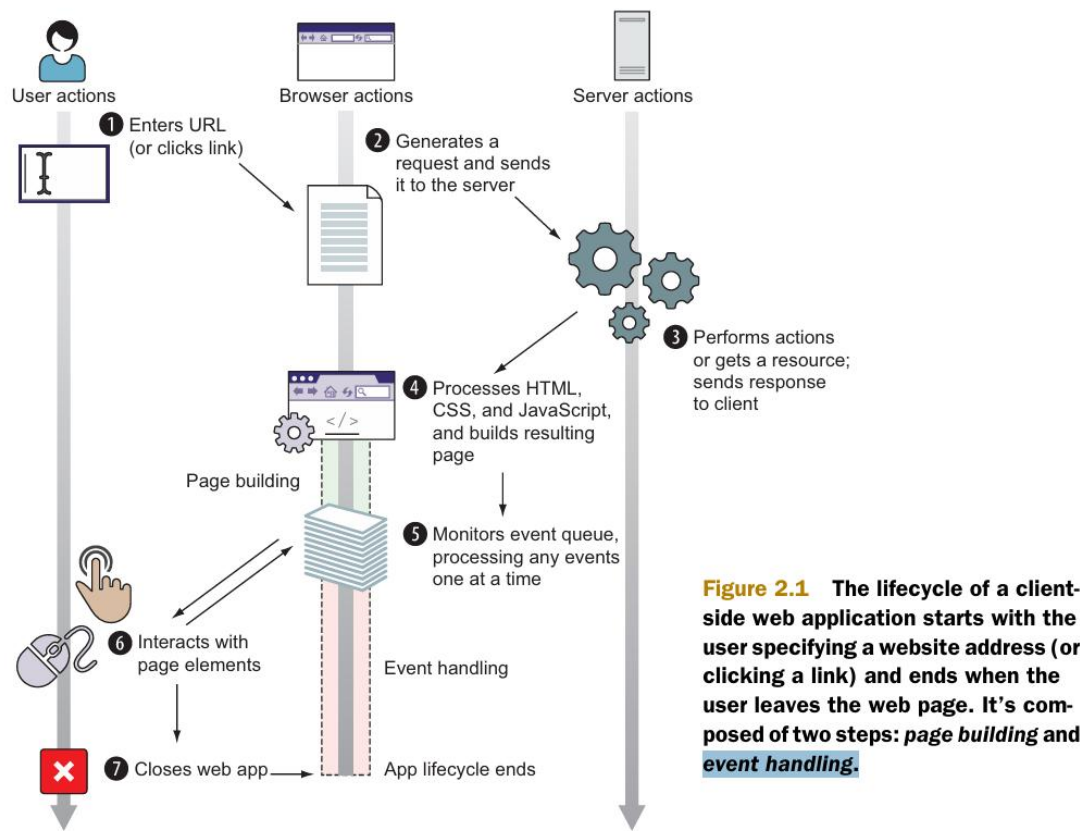 User actions
Browser actions
Server actions
1 Enters URL
(or clicks link)
2 Generates a
request and sends
it to the server
3 Performs actions
or gets a resource;
sends response
to client
4 Processes HTML,
CSS, and JavaScript,
and builds resulting
page
</>
Page building
5 Monitors event queue,
processing any events
one at a time
6 Interacts with
page elements
Event handling
7 Closes web app
App lifecycle ends
Figure 2.1 The lifecycle of a client-
side web application starts with the
user specifying a website address (or
clicking a link) and ends when the
user leaves the web page. It's com-
posed of two steps: page building and
event handling.